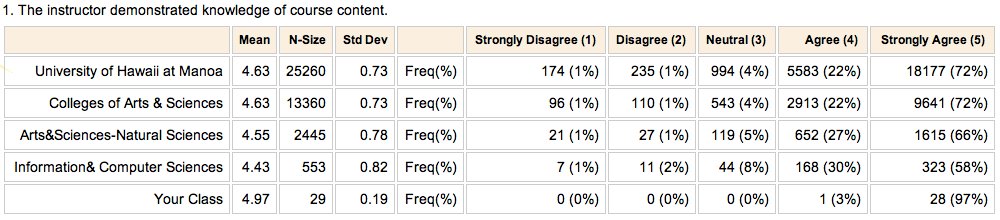 1. The instructor demonstrated knowledge of course content.
Mean N-Size Std Dev Strongly Disagree (1) Disagree (2) Neutral (3) Agree (4) Strongly Agree (5)
University of Hawaii at Manoa 4.63 25260 0.73 Freq(%) 174 (1%) 235 (1%) 994 (4%) 5583 (22%) 18177 (72%)
Colleges of Arts & Sciences 4.63 13360 0.73 Freq(%) 96 (1%) 110 (1%) 543 (4%) 2913 (22%) 9641 (72%)
Arts&Sciences-Natural Sciences 4.55 2445 0.78 Freq(%) 21 (1%) 27 (1%) 119 (5%) 652 (27%) 1615 (66%)
Information& Computer Sciences 4.43 553 0.82 Freq(%) 7 (1%) 11 (2%) 44 (8%) 168 (30%) 323 (58%)
Your Class 4.97 29 0.19 Freq(%) 0 (0%) 0 (0%) 0 (0%) 1 (3%) 28 (97%)